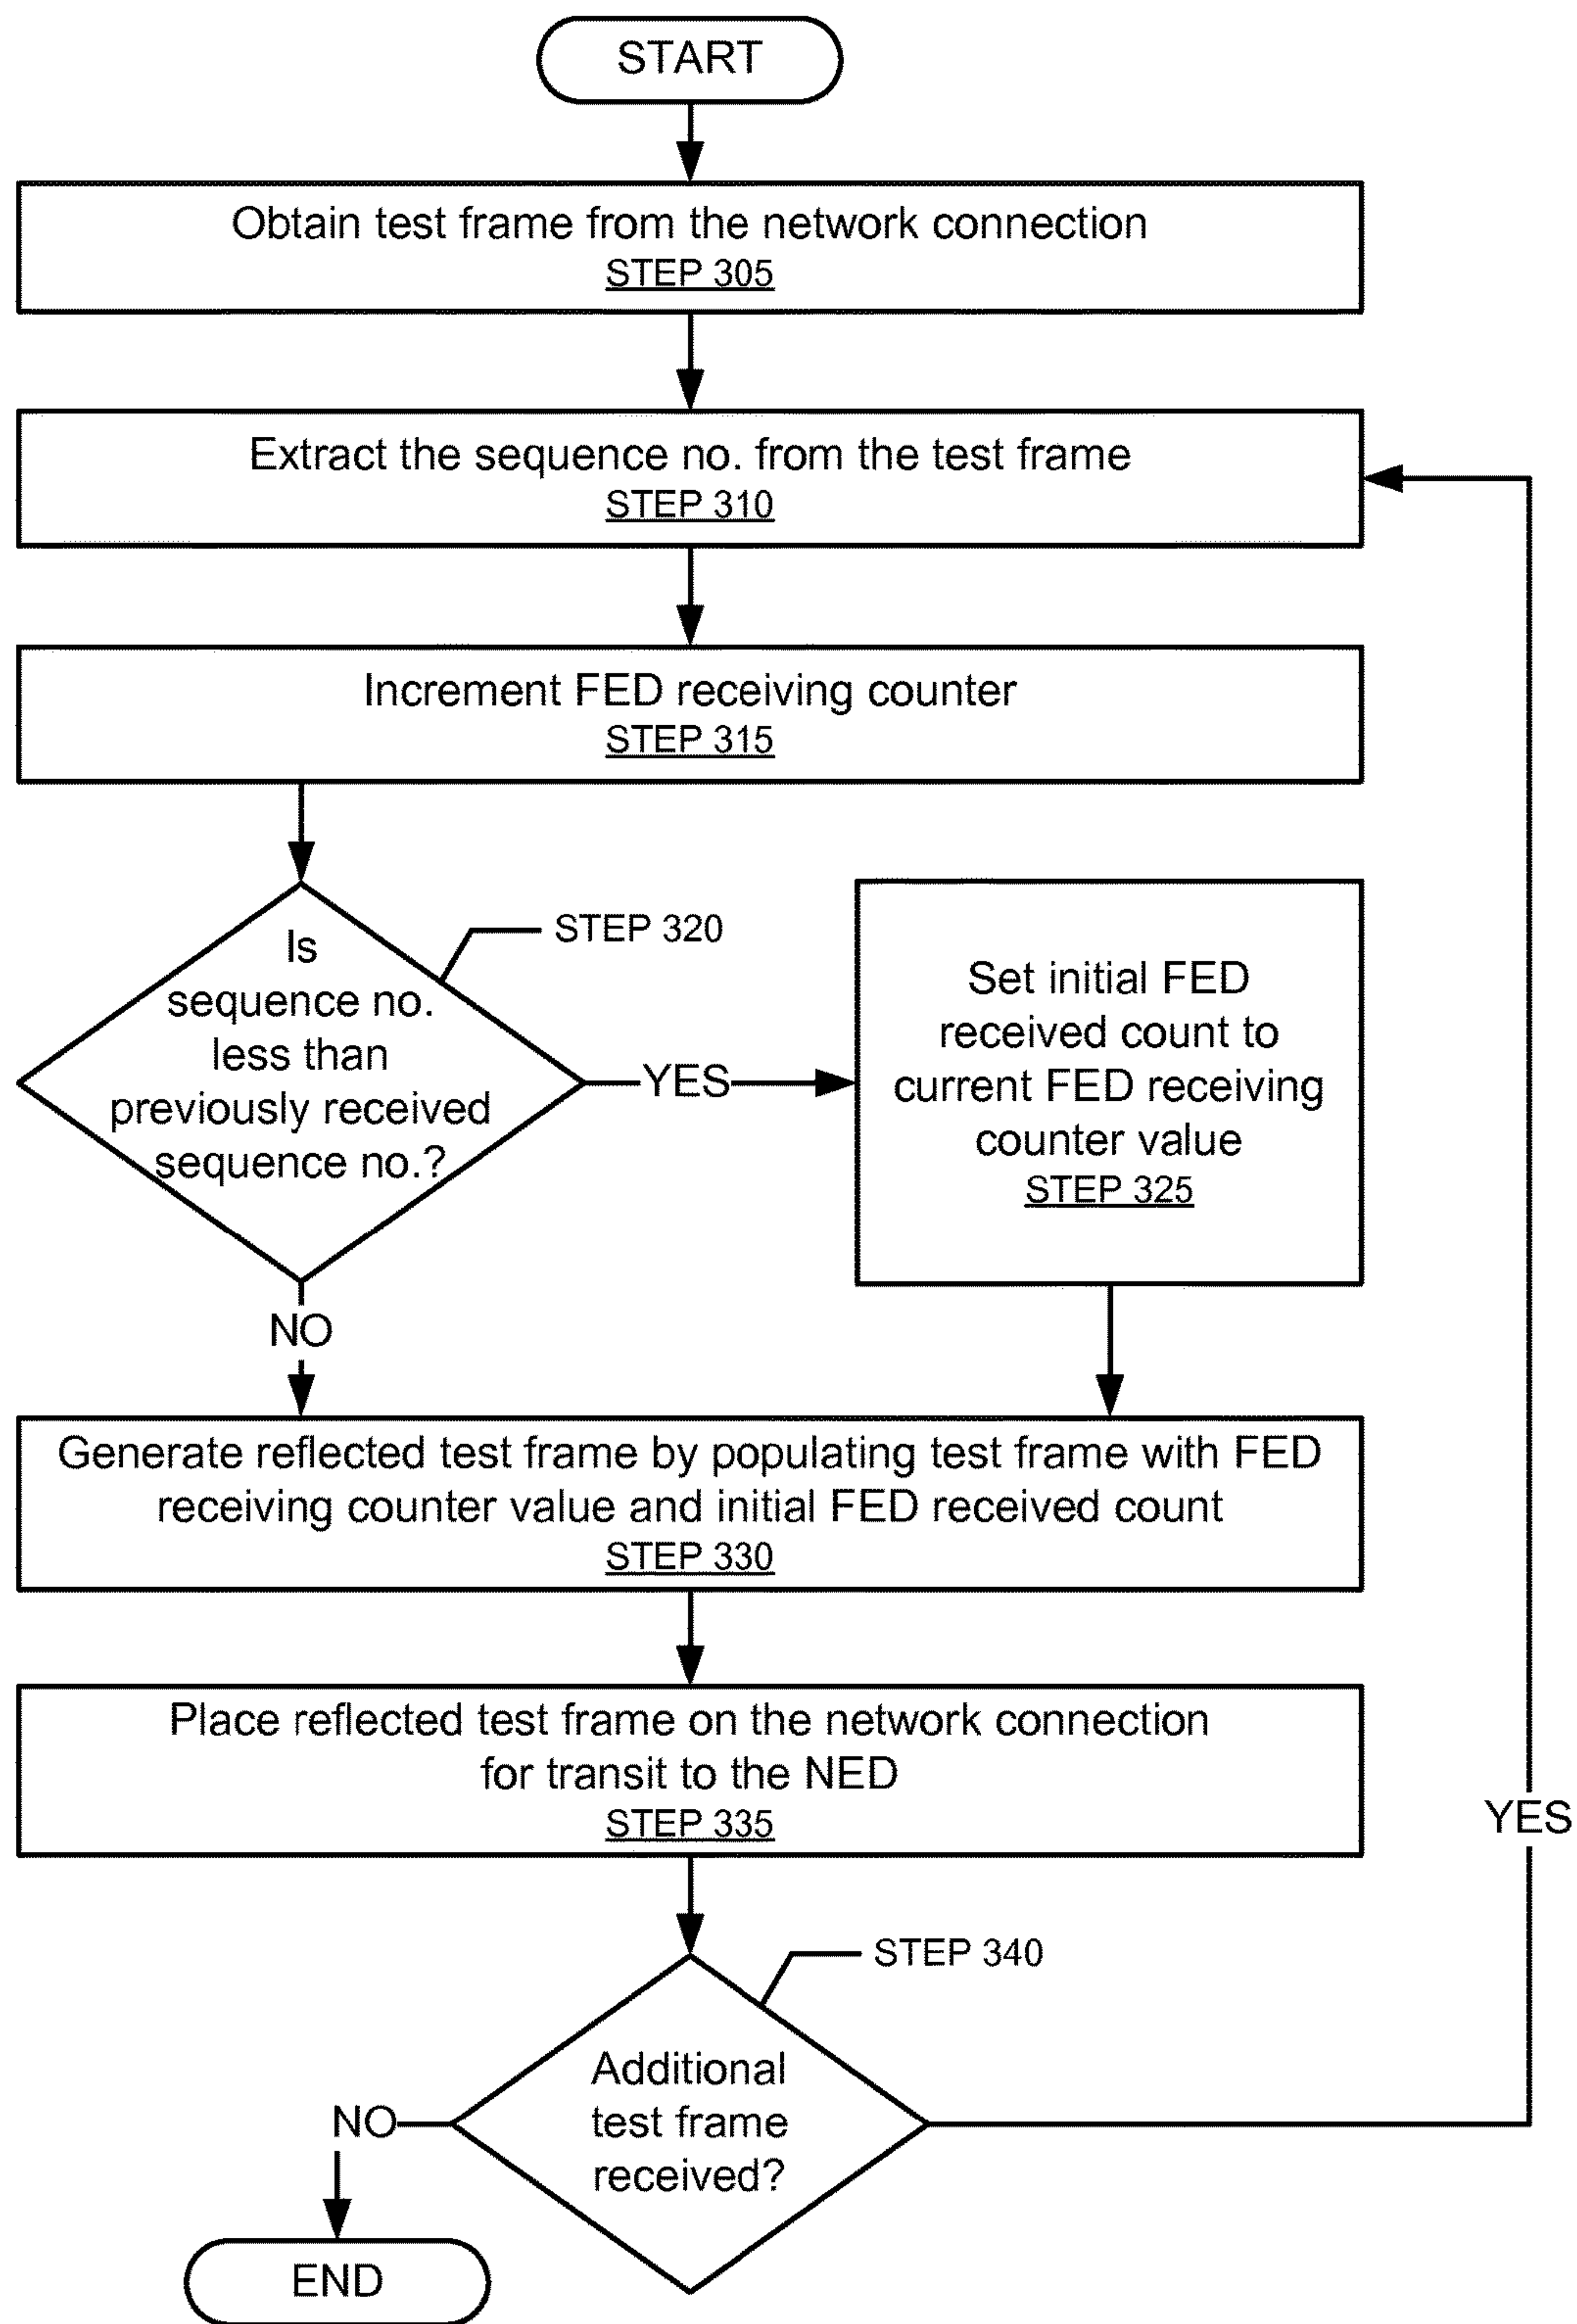 START
Obtain test frame from the network connection
STEP 305
Extract the sequence no. from the test frame
STEP 310
Increment FED receiving counter
STEP 315
Is
sequence no.
less than
previously received
sequence no.?
STEP 320
YES
Set initial FED
received count to
current FED receiving
counter value
STEP 325
NO
Generate reflected test frame by populating test frame with FED
receiving counter value and initial FED received count
STEP 330
Place reflected test frame on the network connection
for transit to the NED
STEP 335
YES
STEP 340
Additional
test frame
received?
NO
END